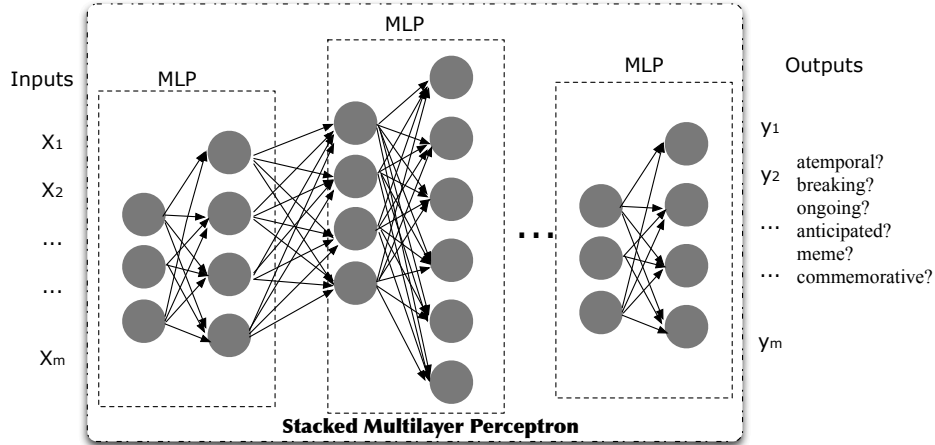 MLP
MLP
MLP
Inputs
Outputs
X1
X2
...
...
Xm
...
y1
y2
...
...
ym
atemporal?
breaking?
ongoing?
anticipated?
meme?
commemorative?
Stacked Multilayer Perceptron